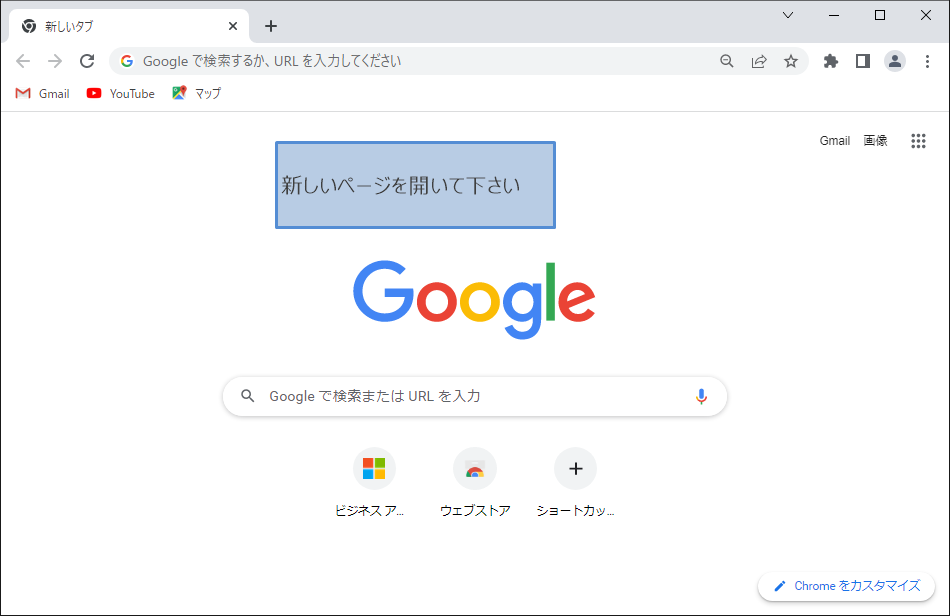 新しいタブ
Google で検索するか、URL を入力してください
Gmail
YouTube
マップ
Gmail
画像
新しいページを開いて下さい
Google
Google で検索または URL を入力
ビジネス ア...
ウェブストア
ショートカッ...
Chrome をカスタマイズ